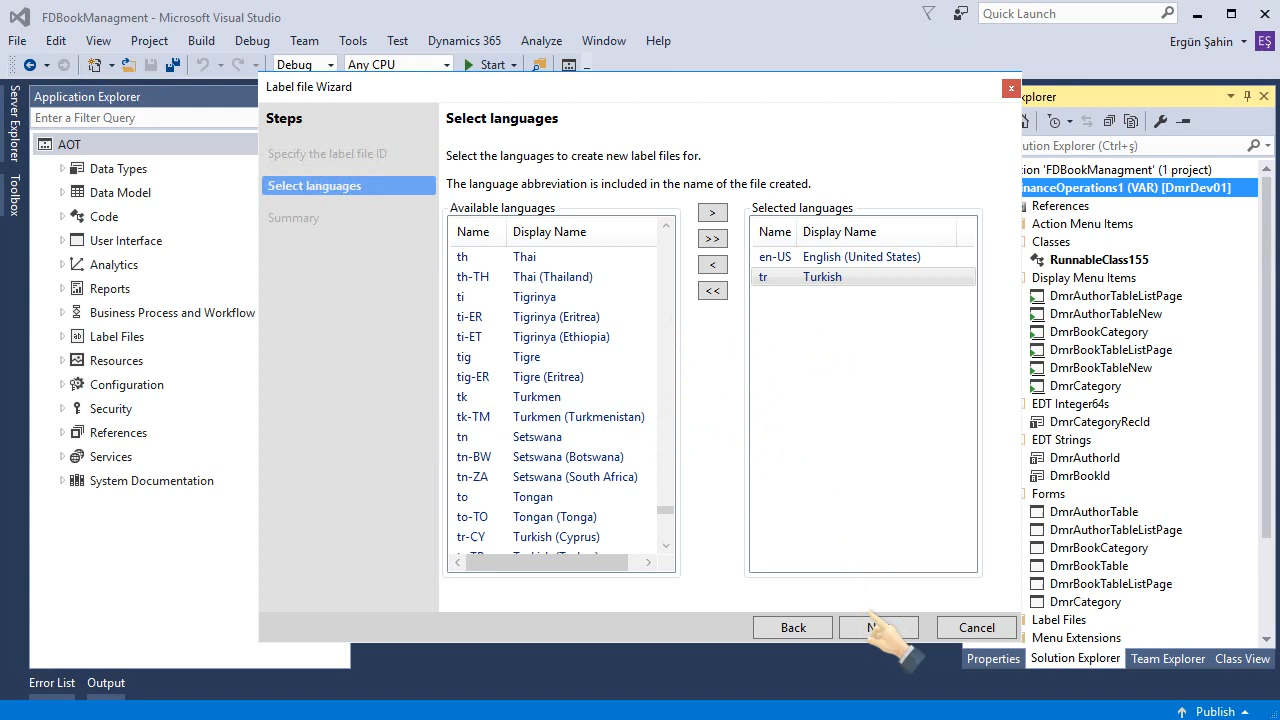 FDBookManagment - Microsoft Visual Studio
Quick Launch
File Edit View Project Build Debug Team Tools Test Dynamics 365 Analyze Window Help
Ergün Şahin
EŞ
Debug
Any CPU
Start
Server Explorer
Toolbox
Application Explorer
Enter a Filter Query
AOT
Data Types
Data Model
Code
User Interface
Analytics
Reports
Business Process and Workflow
Label Files
Resources
Configuration
Security
References
Services
System Documentation
Label file Wizard
x
Steps
Specify the label file ID
Select languages
Summary
Select languages
Select the languages to create new label files for.
The language abbreviation is included in the name of the file created.
Available languages
Name Display Name
th Thai
th-TH Thai (Thailand)
ti Tigrinya
ti-ER Tigrinya (Eritrea)
ti-ET Tigrinya (Ethiopia)
tig Tigre
tig-ER Tigre (Eritrea)
tk Turkmen
tk-TM Turkmen (Turkmenistan)
tn Setswana
tn-BW Setswana (Botswana)
tn-ZA Setswana (South Africa)
to Tongan
to-TO Tongan (Tonga)
tr-CY Turkish (Cyprus)
>
>>
<
<<
Selected languages
Name Display Name
en-US English (United States)
tr Turkish
Back
Cancel
xplorer
ution Explorer (Ctrl+ş)
tion 'FDBookManagment' (1 project)
inanceOperations1 (VAR) [DmrDev01]
References
Action Menu Items
Classes
RunnableClass155
Display Menu Items
DmrAuthorTableListPage
DmrAuthorTableNew
DmrBookCategory
DmrBookTableListPage
DmrBookTableNew
DmrCategory
EDT Integer64s
DmrCategoryRecId
EDT Strings
DmrAuthorId
DmrBookId
Forms
DmrAuthorTable
DmrAuthorTableListPage
DmrBookCategory
DmrBookTable
DmrBookTableListPage
DmrCategory
Label Files
Menu Extensions
Properties Solution Explorer Team Explorer Class View
Error List Output
Publish